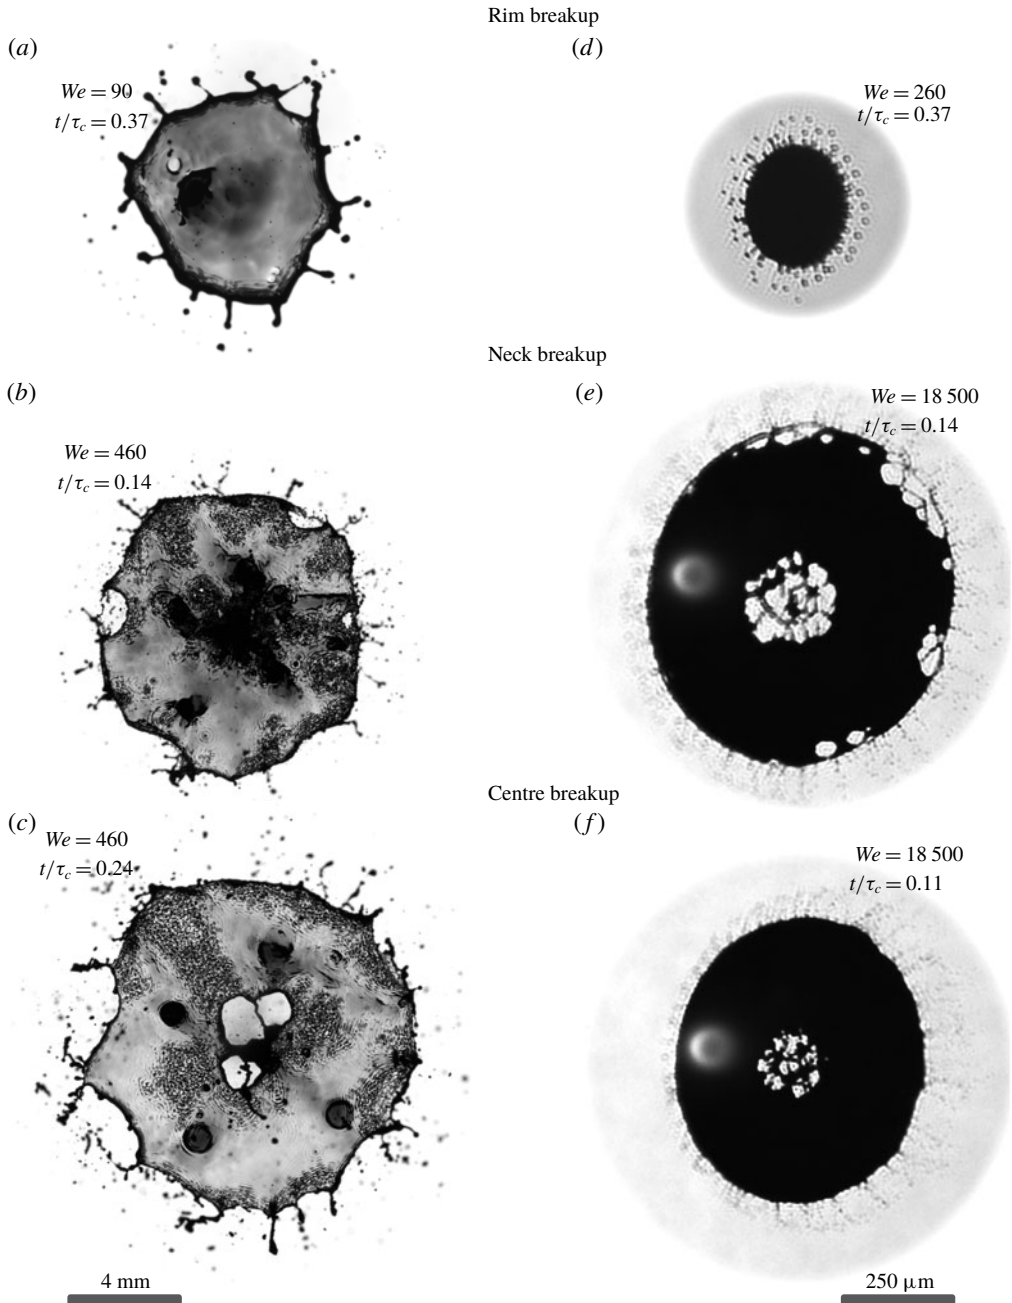 Rim breakup
(a)
We = 90
t/τc = 0.37
(d)
We = 260
t/τc = 0.37
Neck breakup
(b)
We = 460
t/τc = 0.14
(e)
We = 18 500
t/τc = 0.14
Centre breakup
(c)
We = 460
t/τc = 0.24
(f)
We = 18 500
t/τc = 0.11
4 mm
250 μm